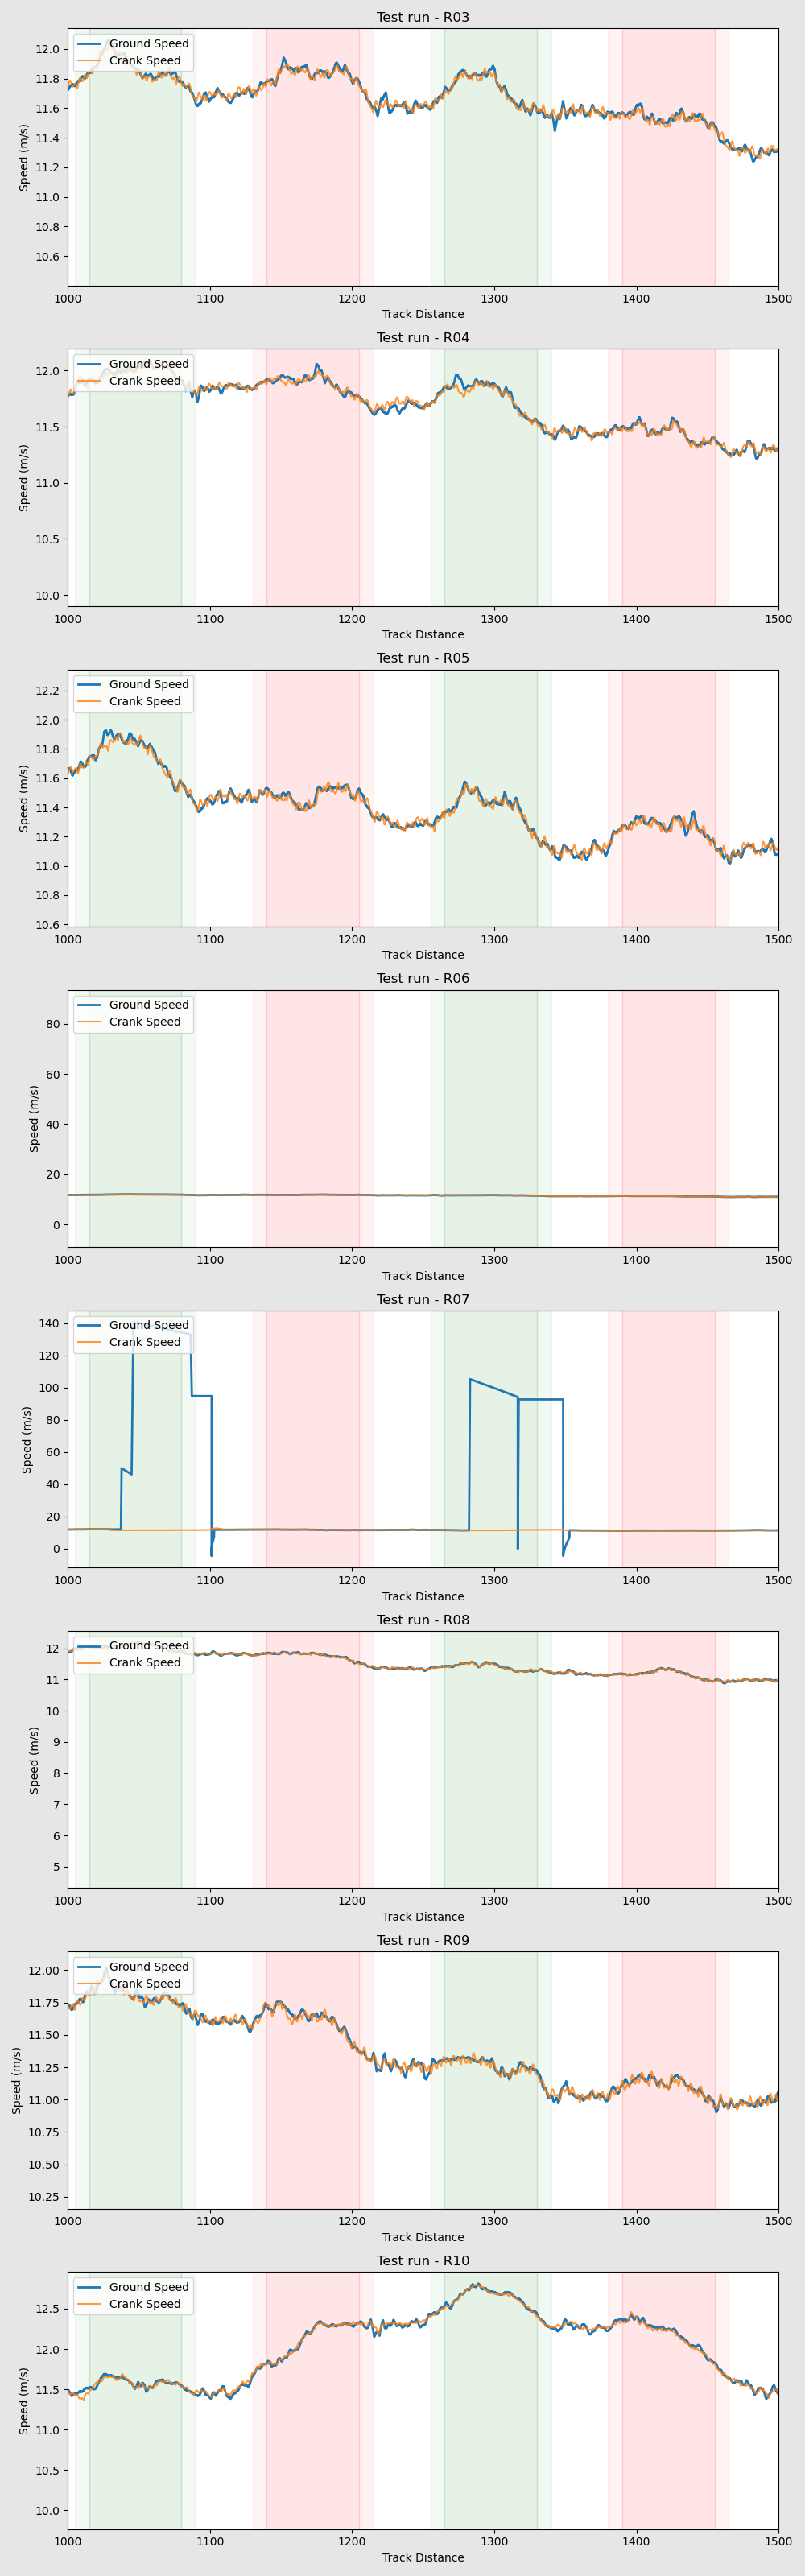 Test run - R03
12.0
11.8
11.6
11.4
11.2
11.0
10.8
10.6
Speed (m/s)
Ground Speed
Crank Speed
1000 1100 1200 1300 1400 1500
Track Distance
Test run - R04
12.0
11.5
11.0
10.5
10.0
Speed (m/s)
Ground Speed
Crank Speed
1000 1100 1200 1300 1400 1500
Track Distance
Test run - R05
12.2
12.0
11.8
11.6
11.4
11.2
11.0
10.8
10.6
Speed (m/s)
Ground Speed
Crank Speed
1000 1100 1200 1300 1400 1500
Track Distance
Test run - R06
80
60
40
20
0
Speed (m/s)
Ground Speed
Crank Speed
1000 1100 1200 1300 1400 1500
Track Distance
Test run - R07
140
120
100
80
60
40
20
0
Speed (m/s)
Ground Speed
Crank Speed
1000 1100 1200 1300 1400 1500
Track Distance
Test run - R08
12
11
10
9
8
7
6
5
Speed (m/s)
Ground Speed
Crank Speed
1000 1100 1200 1300 1400 1500
Track Distance
Test run - R09
12.00
11.75
11.50
11.25
11.00
10.75
10.50
10.25
Speed (m/s)
Ground Speed
Crank Speed
1000 1100 1200 1300 1400 1500
Track Distance
Test run - R10
12.5
12.0
11.5
11.0
10.5
10.0
Speed (m/s)
Ground Speed
Crank Speed
1000 1100 1200 1300 1400 1500
Track Distance